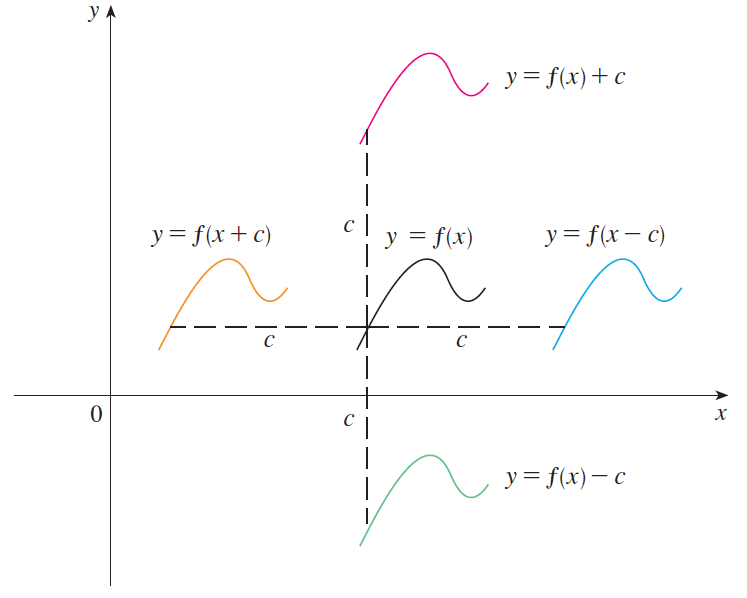 y
y = f(x) + c
y = f(x + c)
c
y = f(x)
y = f(x − c)
c
c
0
c
x
y = f(x) − c